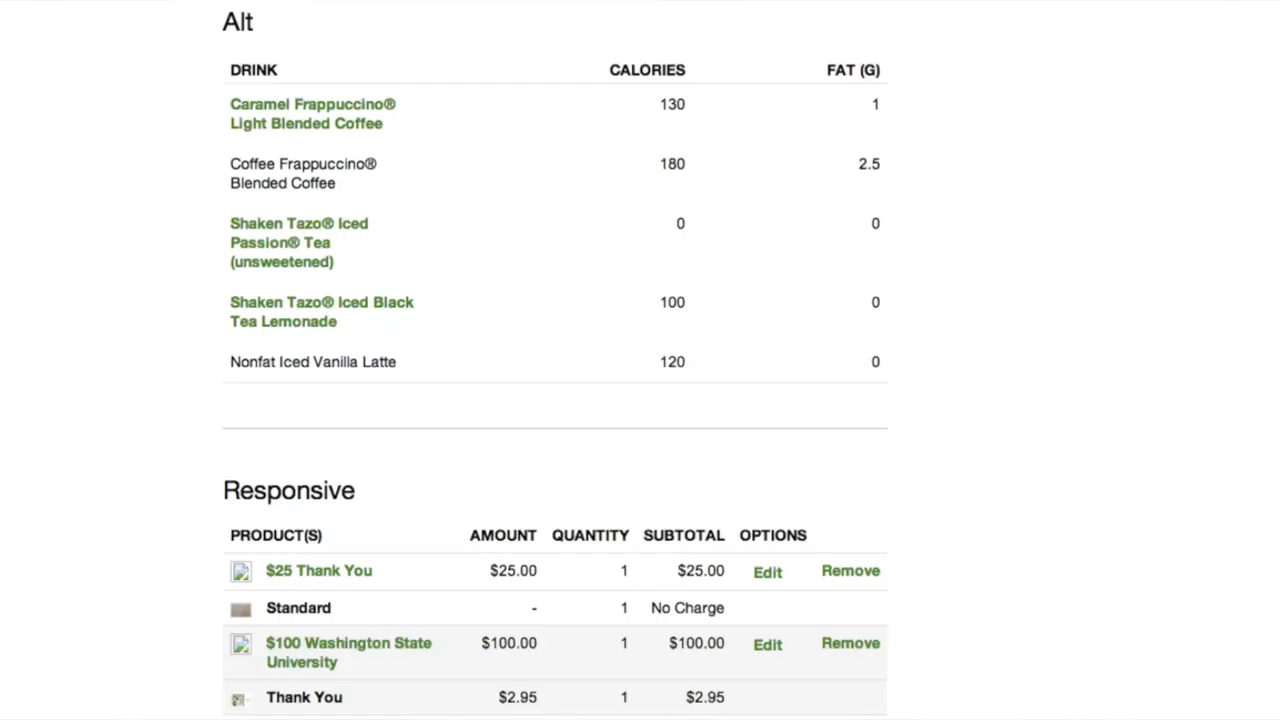 Alt
DRINK CALORIES FAT (G)
Caramel Frappuccino® 130 1
Light Blended Coffee
Coffee Frappuccino® 180 2.5
Blended Coffee
Shaken Tazo® Iced 0 0
Passion® Tea
(unsweetened)
Shaken Tazo® Iced Black 100 0
Tea Lemonade
Nonfat Iced Vanilla Latte 120 0
Responsive
PRODUCT(S) AMOUNT QUANTITY SUBTOTAL OPTIONS
$25 Thank You $25.00 1 $25.00 Edit Remove
Standard - 1 No Charge
$100 Washington State $100.00 1 $100.00 Edit Remove
University
Thank You $2.95 1 $2.95